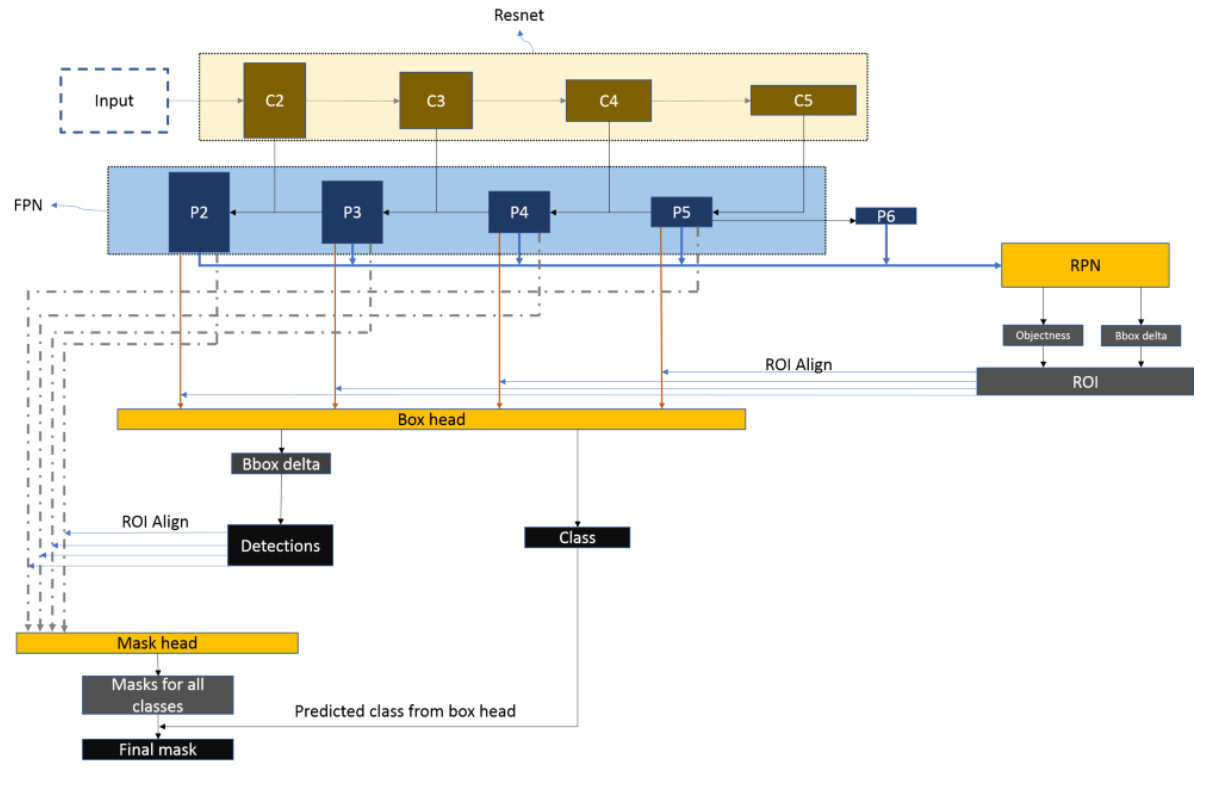 Resnet
Input
C2
C3
C4
C5
FPN
P2
P3
P4
P5
P6
RPN
Objectness
Bbox delta
ROI Align
ROI
Box head
Bbox delta
ROI Align
Detections
Class
Mask head
Masks for all
classes
Predicted class from box head
Final mask